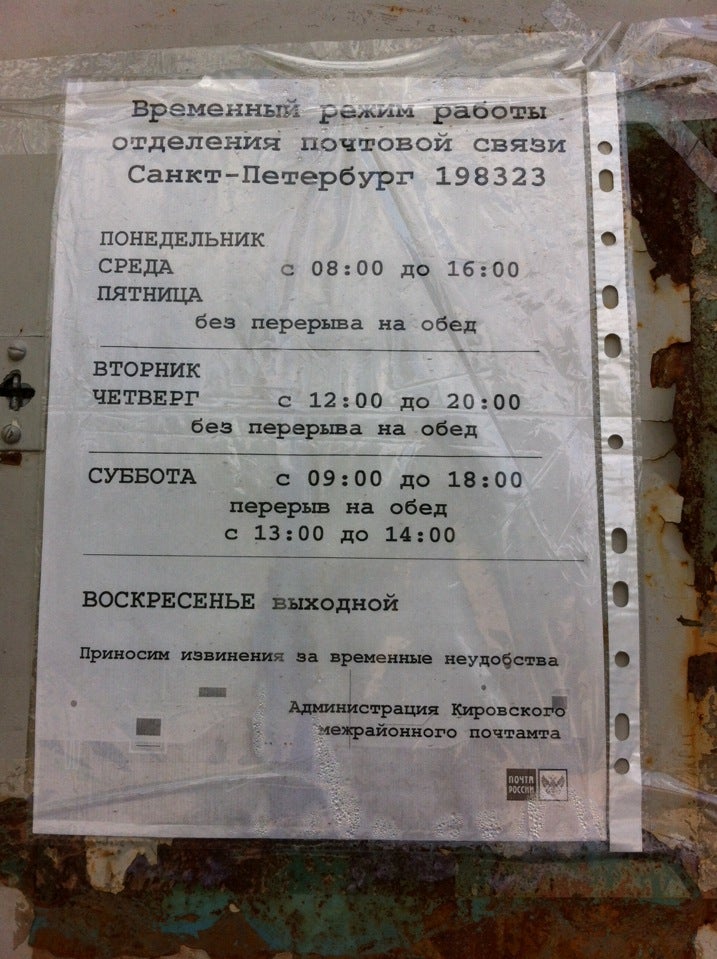 Временный режим работы
отделения почтовой связи
Санкт-Петербург 198323
ПОНЕДЕЛЬНИК
СРЕДА с 08:00 до 16:00
ПЯТНИЦА
без перерыва на обед
ВТОРНИК
ЧЕТВЕРГ с 12:00 до 20:00
без перерыва на обед
СУББОТА с 09:00 до 18:00
перерыв на обед
с 13:00 до 14:00
ВОСКРЕСЕНЬЕ выходной
Приносим извинения за временные неудобства
Администрация Кировского
межрайонного почтамта
ПОЧТА
РОССИИ